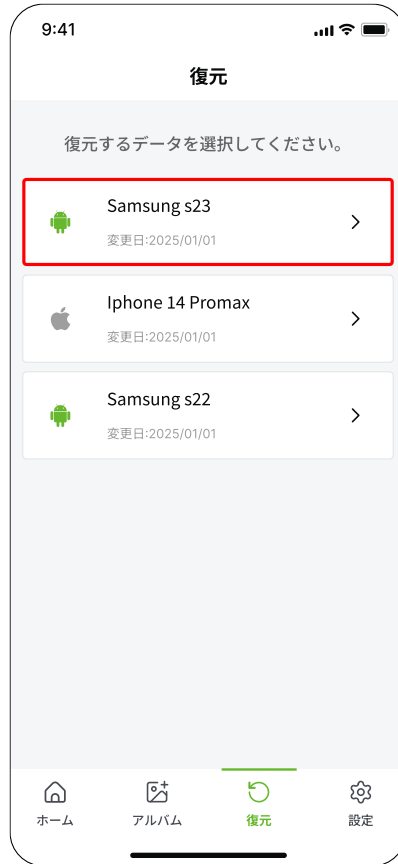 9:41
復元
復元するデータを選択してください。
Samsung s23
変更日:2025/01/01
Iphone 14 Promax
変更日:2025/01/01
Samsung s22
変更日:2025/01/01
ホーム アルバム 復元 設定